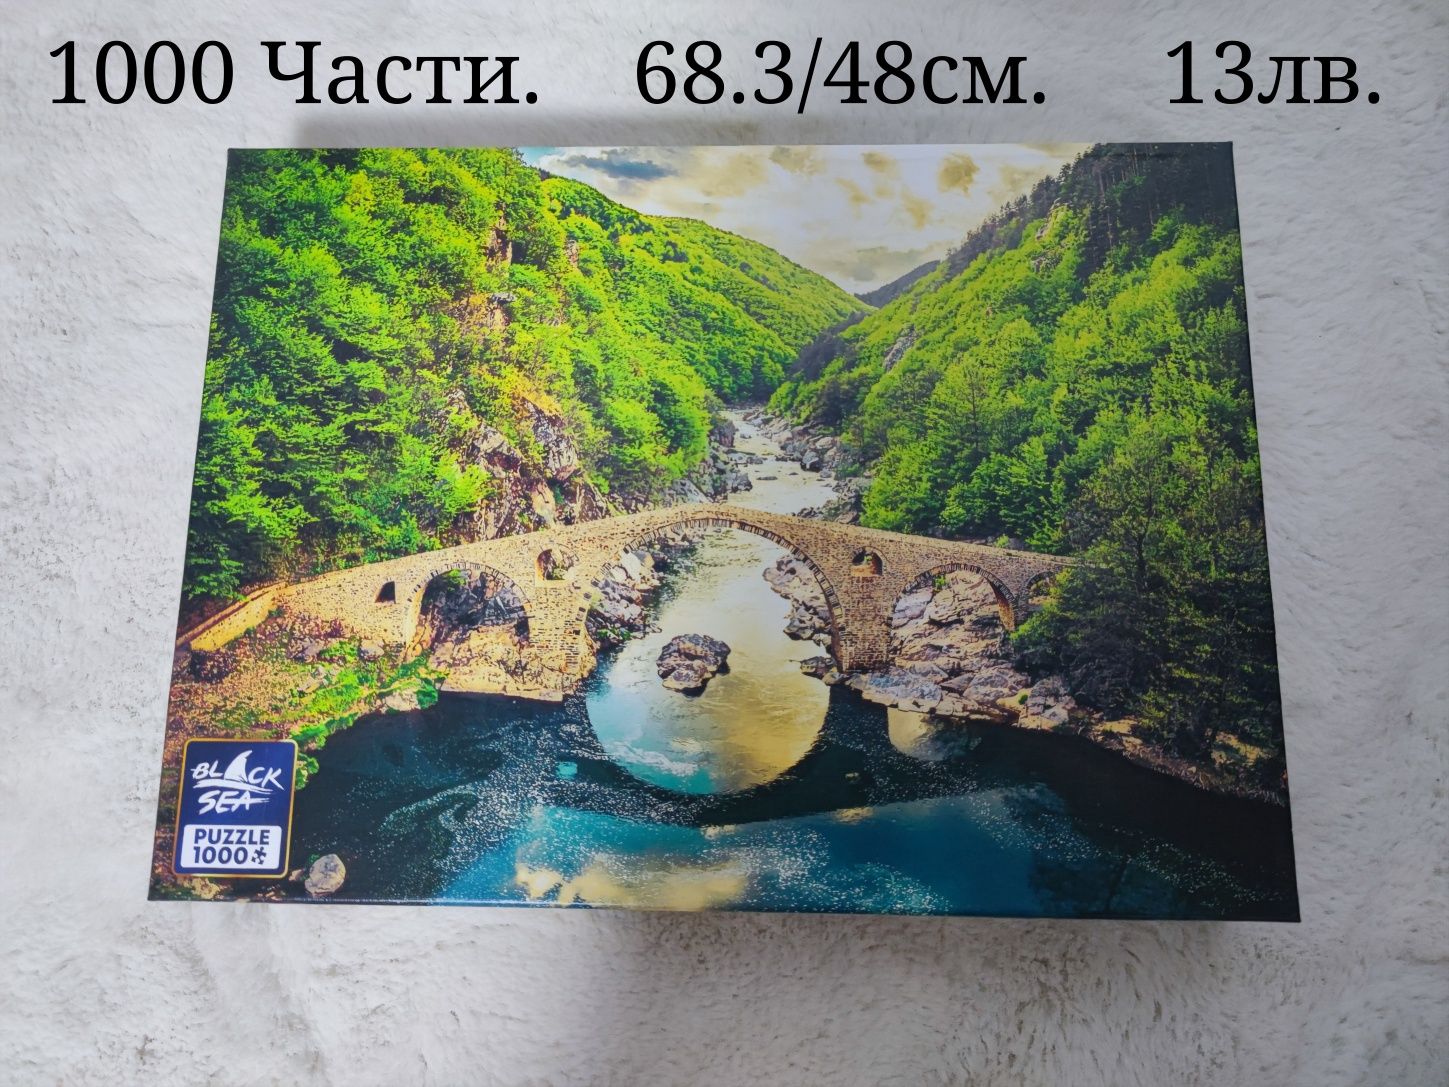 1000 Части. 68.3/48см. 13лв.
BLACK
SEA
PUZZLE
1000